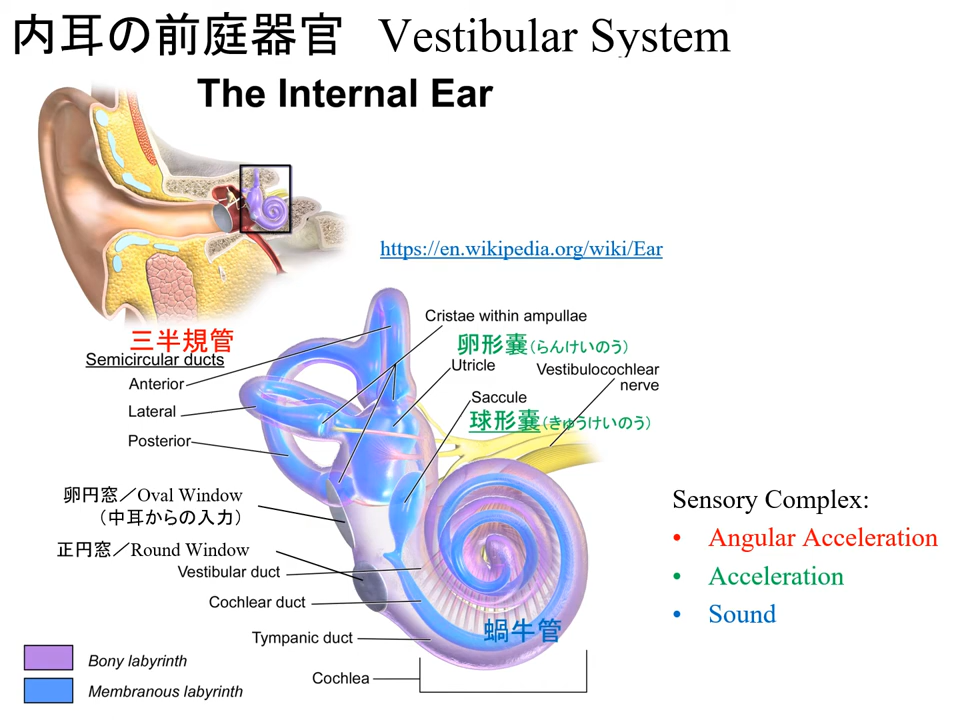 内耳の前庭器官 Vestibular System
The Internal Ear
https://en.wikipedia.org/wiki/Ear
Cristae within ampullae
三半規管
卵形嚢(らんけいのう)
Semicircular ducts
Utricle
Vestibulocochlear
nerve
Anterior
Saccule
Lateral
球形嚢(きゅうけいのう)
Posterior
卵円窓/Oval Window
(中耳からの入力)
正円窓/Round Window
Vestibular duct
Cochlear duct
Tympanic duct
蝸牛管
Cochlea
Sensory Complex:
• Angular Acceleration
• Acceleration
• Sound
Bony labyrinth
Membranous labyrinth